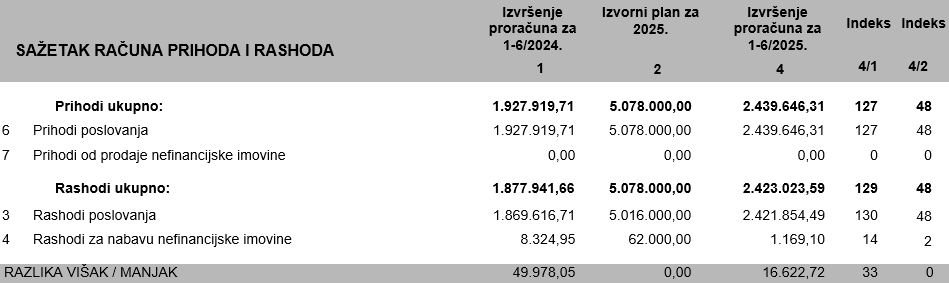 SAŽETAK RAČUNA PRIHODA I RASHODA Izvršenje proračuna za 1-6/2024. Izvorni plan za 2025. Izvršenje proračuna za 1-6/2025. Indeks Indeks
1 2 4 4/1 4/2
Prihodi ukupno: 1.927.919,71 5.078.000,00 2.439.646,31 127 48
6 Prihodi poslovanja 1.927.919,71 5.078.000,00 2.439.646,31 127 48
7 Prihodi od prodaje nefinancijske imovine 0,00 0,00 0,00 0 0
Rashodi ukupno: 1.877.941,66 5.078.000,00 2.423.023,59 129 48
3 Rashodi poslovanja 1.869.616,71 5.016.000,00 2.421.854,49 130 48
4 Rashodi za nabavu nefinancijske imovine 8.324,95 62.000,00 1.169,10 14 2
RAZLIKA VIŠAK / MANJAK 49.978,05 0,00 16.622,72 33 0